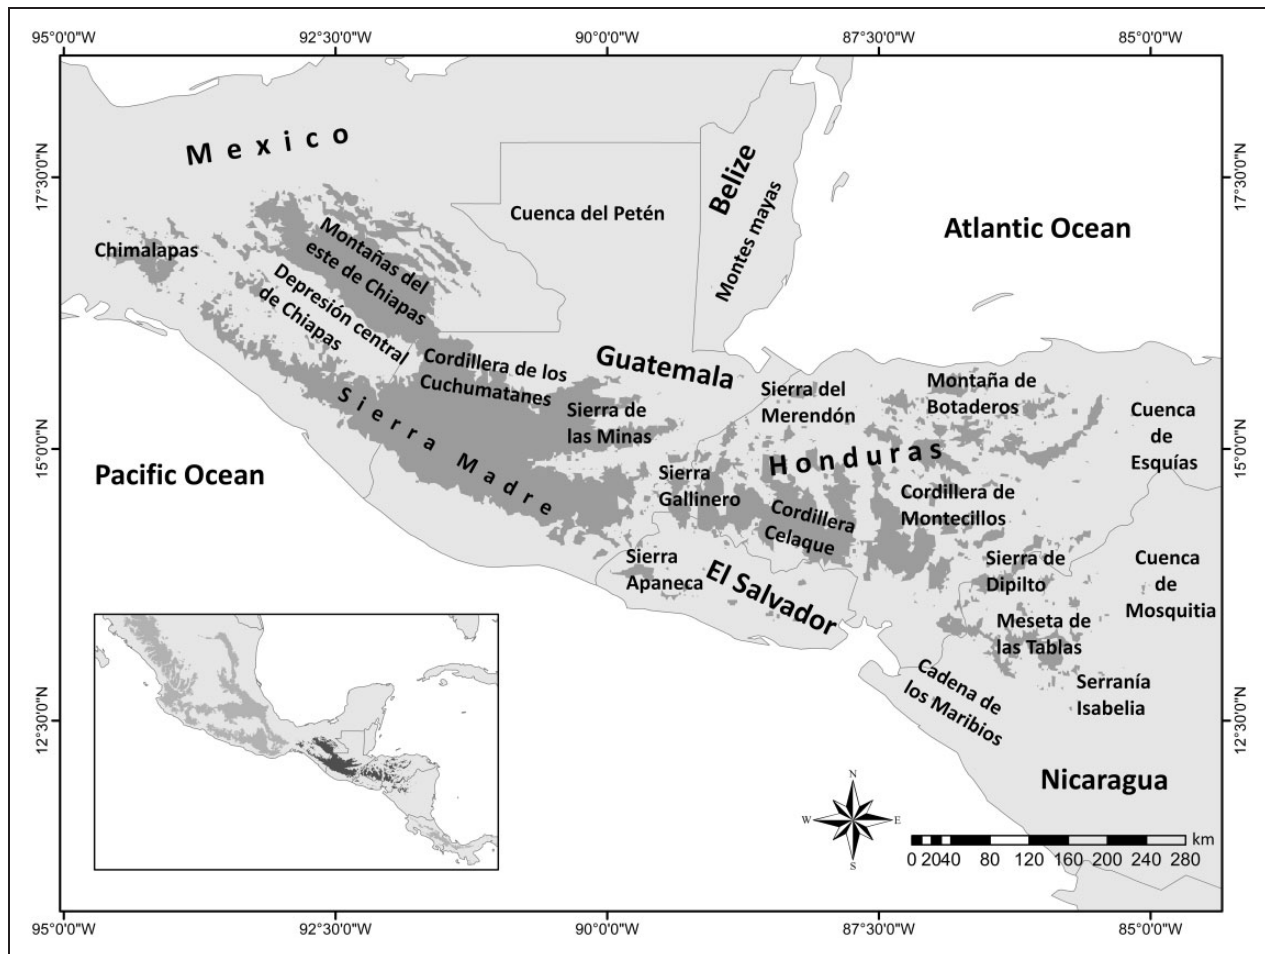 95°0'0"W 92°30'0"W 90°0'0"W 87°30'0"W 85°0'0"W
17°30'0"N
17°30'0"N
15°0'0"N
15°0'0"N
12°30'0"N
12°30'0"N
Mexico
Belize
Montes mayas
Cuenca del Petén
Atlantic Ocean
Chimalapas
Montañas del
este de Chiapas
Depresión central
de Chiapas
Cordillera de los
Cuchumatanes
Guatemala
Sierra de
las Minas
Sierra Madre
Pacific Ocean
Sierra del
Merendón
Montaña de
Botaderos
Cuenca
de
Esquías
Honduras
Sierra
Gallinero
Cordillera
Celaque
Cordillera de
Montecillos
Sierra
Apaneca
El Salvador
Sierra de
Dipilto
Cuenca
de
Mosquitia
Meseta de
las Tablas
Cadena de
los Maribios
Serranía
Isabelia
Nicaragua
N
W E
S
km
0 20 40 80 120 160 200 240 280
95°0'0"W 92°30'0"W 90°0'0"W 87°30'0"W 85°0'0"W